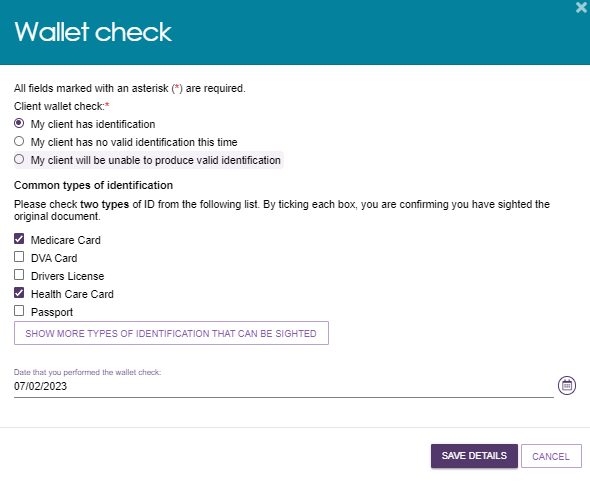 Wallet check
All fields marked with an asterisk (*) are required.
Client wallet check:*
My client has identification
My client has no valid identification this time
My client will be unable to produce valid identification
Common types of identification
Please check two types of ID from the following list. By ticking each box, you are confirming you have sighted the
original document.
Medicare Card
DVA Card
Drivers License
Health Care Card
Passport
SHOW MORE TYPES OF IDENTIFICATION THAT CAN BE SIGHTED
Date that you performed the wallet check:
07/02/2023
SAVE DETAILS
CANCEL